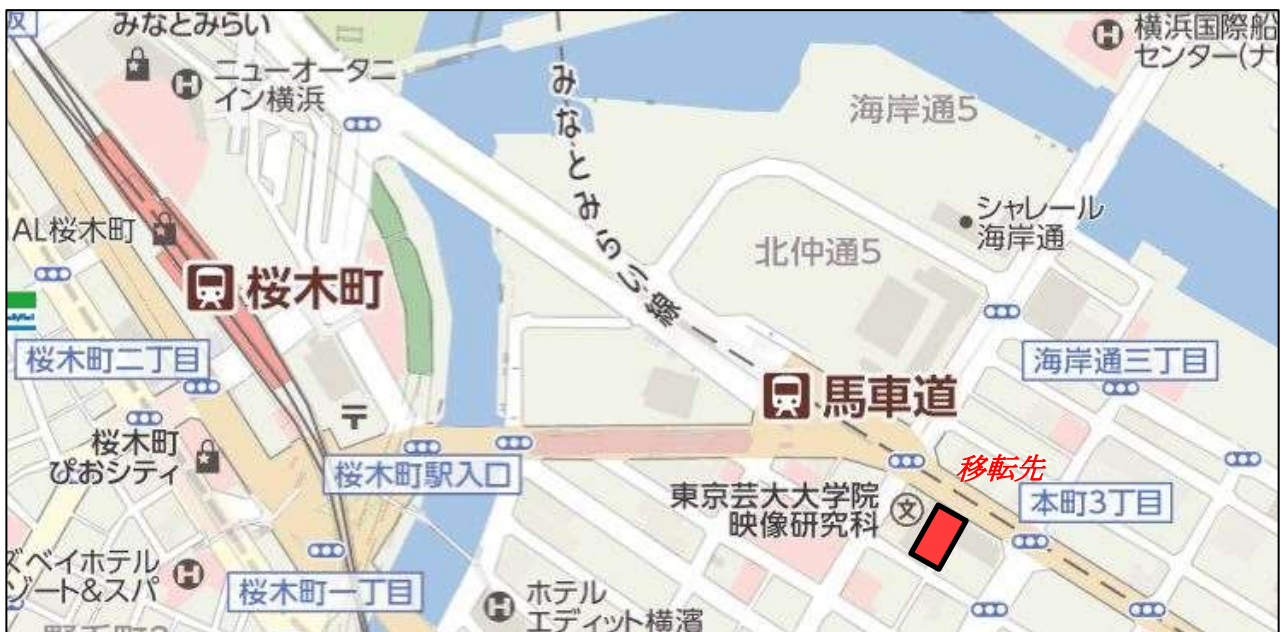 みなとみらい
ニューオータニ
イン横浜
みなとみらい線
海岸通5
横浜国際船
センター(ナ
シャレール
海岸通
北仲通5
AL桜木町
桜木町
桜木町二丁目
海岸通三丁目
馬車道
桜木町
ぴおシティ
桜木町駅入口
移転先
東京芸大大学院
映像研究科
文
本町3丁目
ズベイホテル
ゾート&スパ
桜木町一丁目
ホテル
エディット横濱